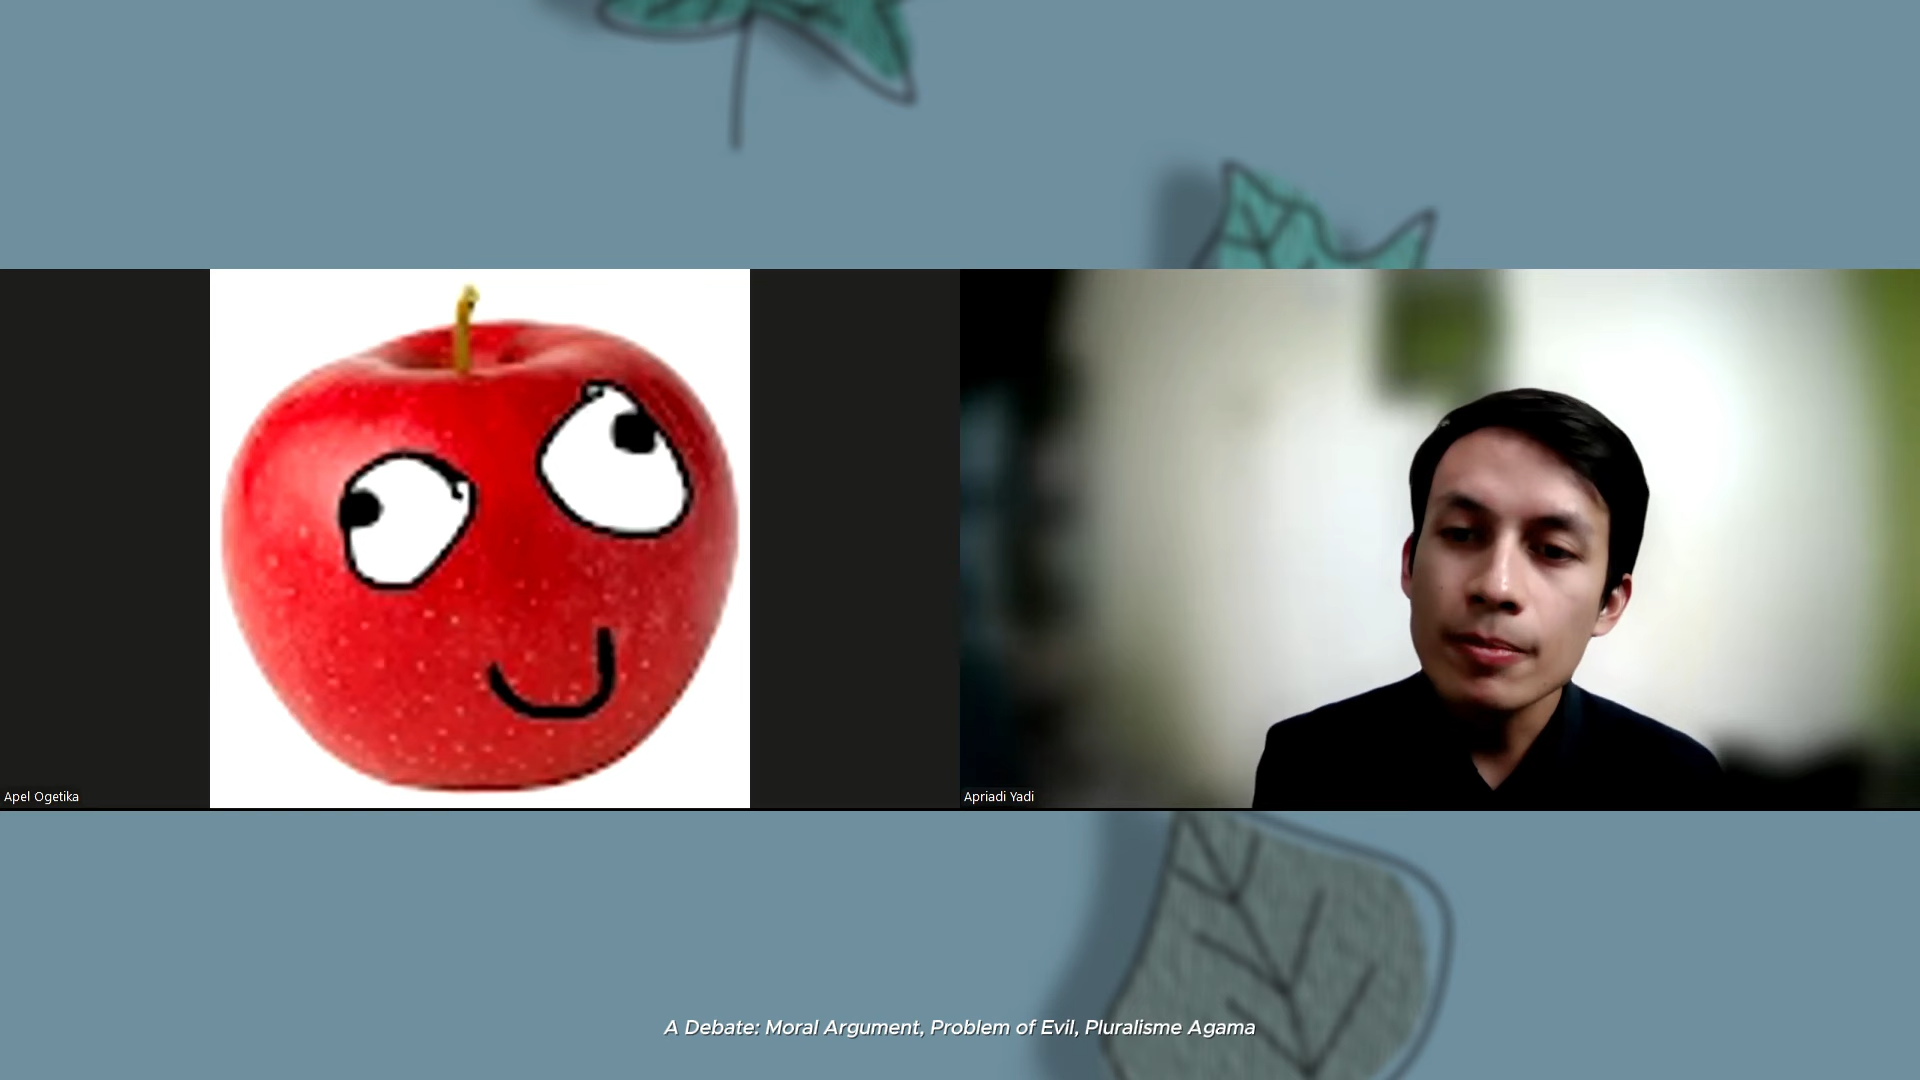 Apel Ogetika
Apriadi Yadi
A Debate: Moral Argument, Problem of Evil, Pluralisme Agama